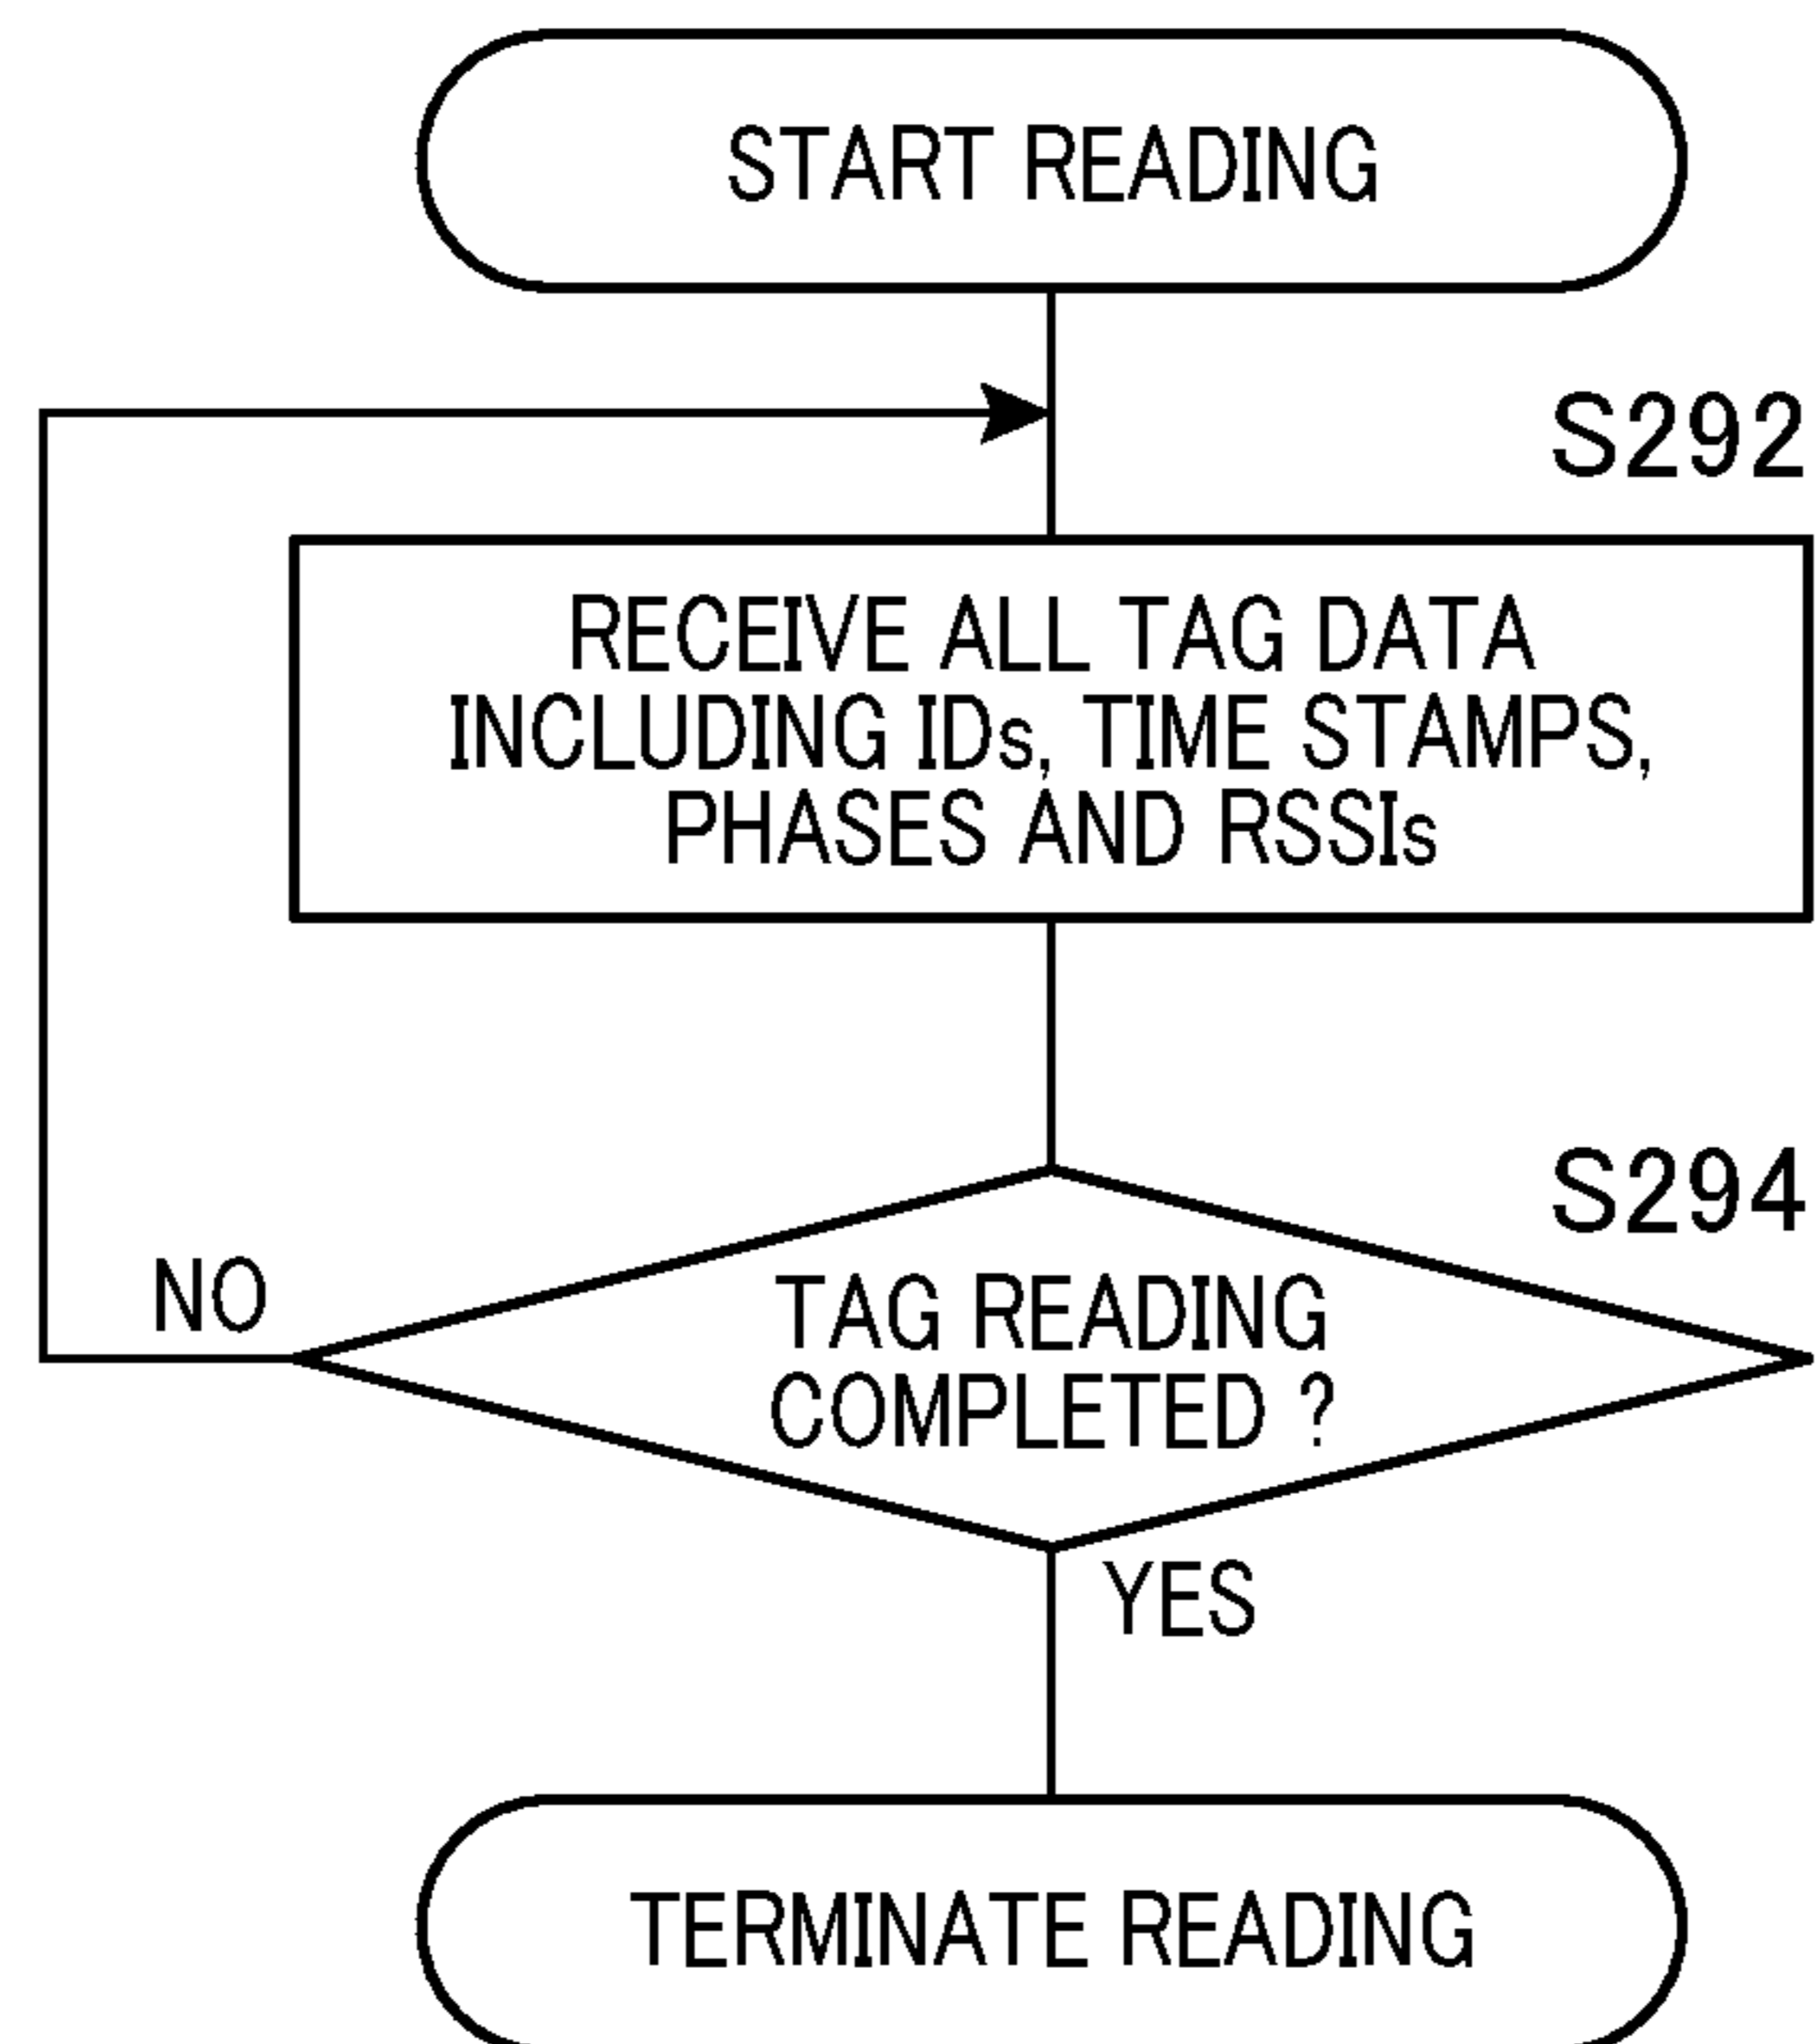 START READING
S292
RECEIVE ALL TAG DATA
INCLUDING IDs, TIME STAMPS,
PHASES AND RSSIs
S294
NO
TAG READING
COMPLETED ?
YES
TERMINATE READING